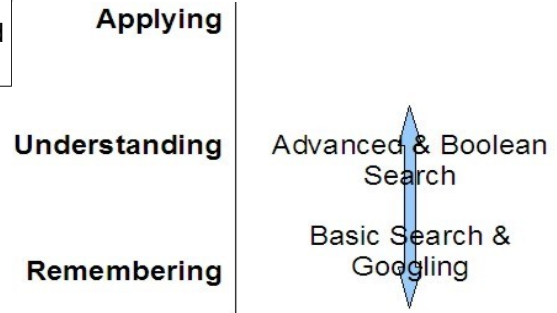 Applying
Understanding
Advanced & Boolean
Search
Basic Search &
Googling
Remembering